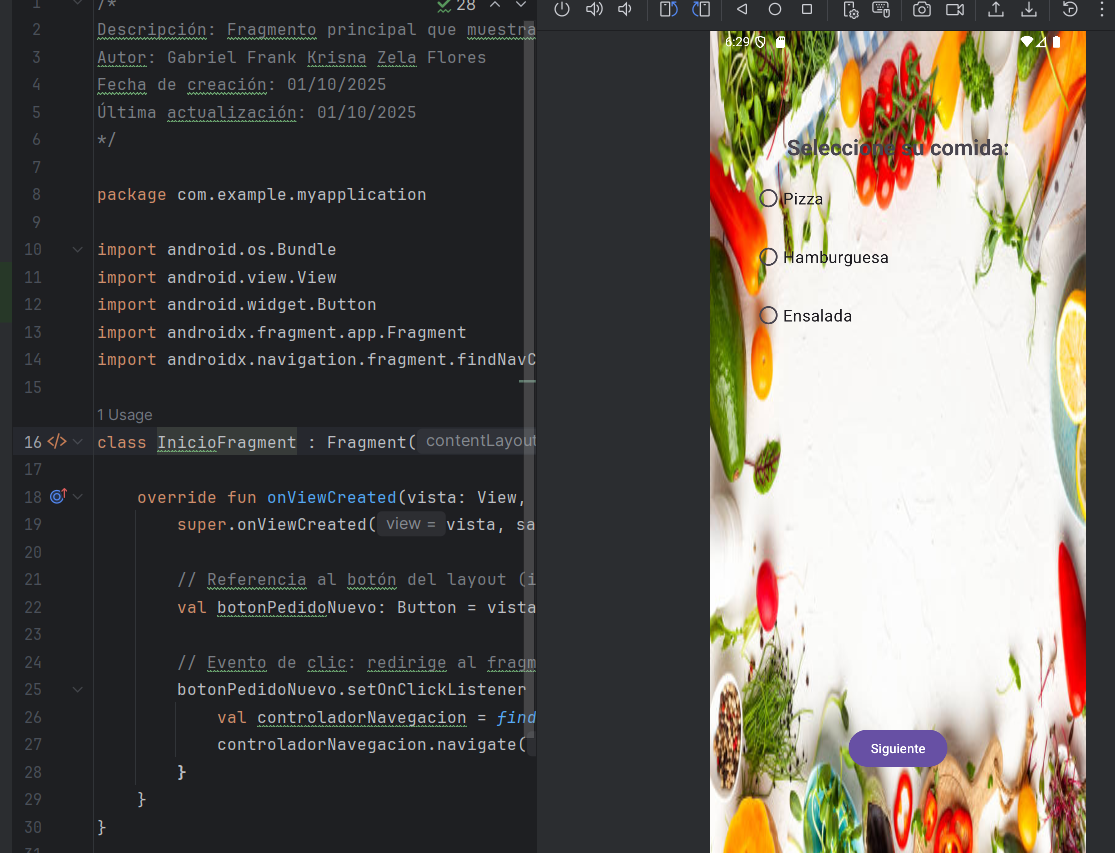 28
1 /*
2 Descripción: Fragmento principal que muestra
3 Autor: Gabriel Frank Krisna Zela Flores
4 Fecha de creación: 01/10/2025
5 Última actualización: 01/10/2025
6 */
7
8 package com.example.myapplication
9
10 import android.os.Bundle
11 import android.view.View
12 import android.widget.Button
13 import androidx.fragment.app.Fragment
14 import androidx.navigation.fragment.findNavC
15
1 Usage
16 class InicioFragment : Fragment( contentLayout
17
18 override fun onViewCreated(vista: View,
19 super.onViewCreated( view = vista, sa
20
21 // Referencia al botón del layout (i
22 val botonPedidoNuevo: Button = vista
23
24 // Evento de clic: redirige al fragm
25 botonPedidoNuevo.setOnClickListener
26 val controladorNavegacion = find
27 controladorNavegacion.navigate(
28 }
29 }
30 }
31
6:29
Seleccione su comida:
Pizza
Hamburguesa
Ensalada
Siguiente